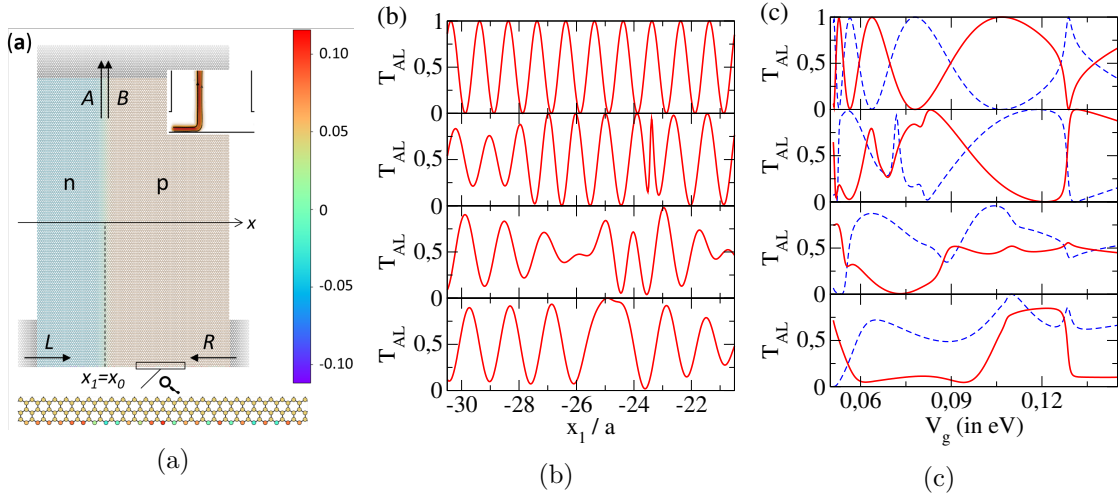 (a)
A
B
n
p
x
L
R
x₁=x₀
0.10
0.05
0
-0.05
-0.10
(a)
(b)
1
T_AL
0,5
0
T_AL
0,5
0
T_AL
0,5
0
T_AL
0,5
0
-30
-28
-26
-24
-22
x₁ / a
(b)
(c)
1
T_AL
0,5
0
T_AL
0,5
0
T_AL
0,5
0
T_AL
0,5
0
0,06
0,09
0,12
V_g (in eV)
(c)